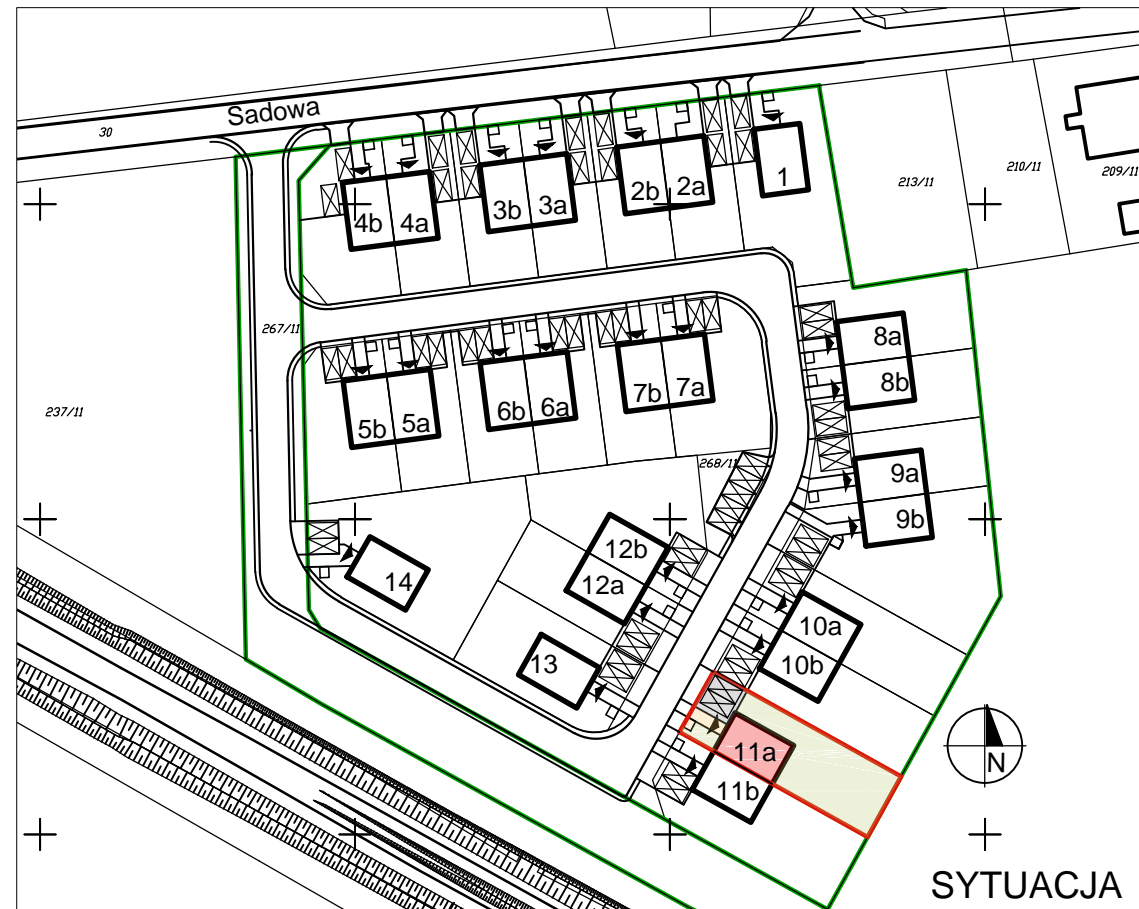 Sadowa
30
1
2b 2a
3b 3a
4b 4a
213/11
210/11
209/11
267/11
237/11
8a
8b
5b 5a
6b 6a
7b 7a
268/11
9a
9b
12b
12a
14
10a
10b
13
11a
11b
N
SYTUACJA